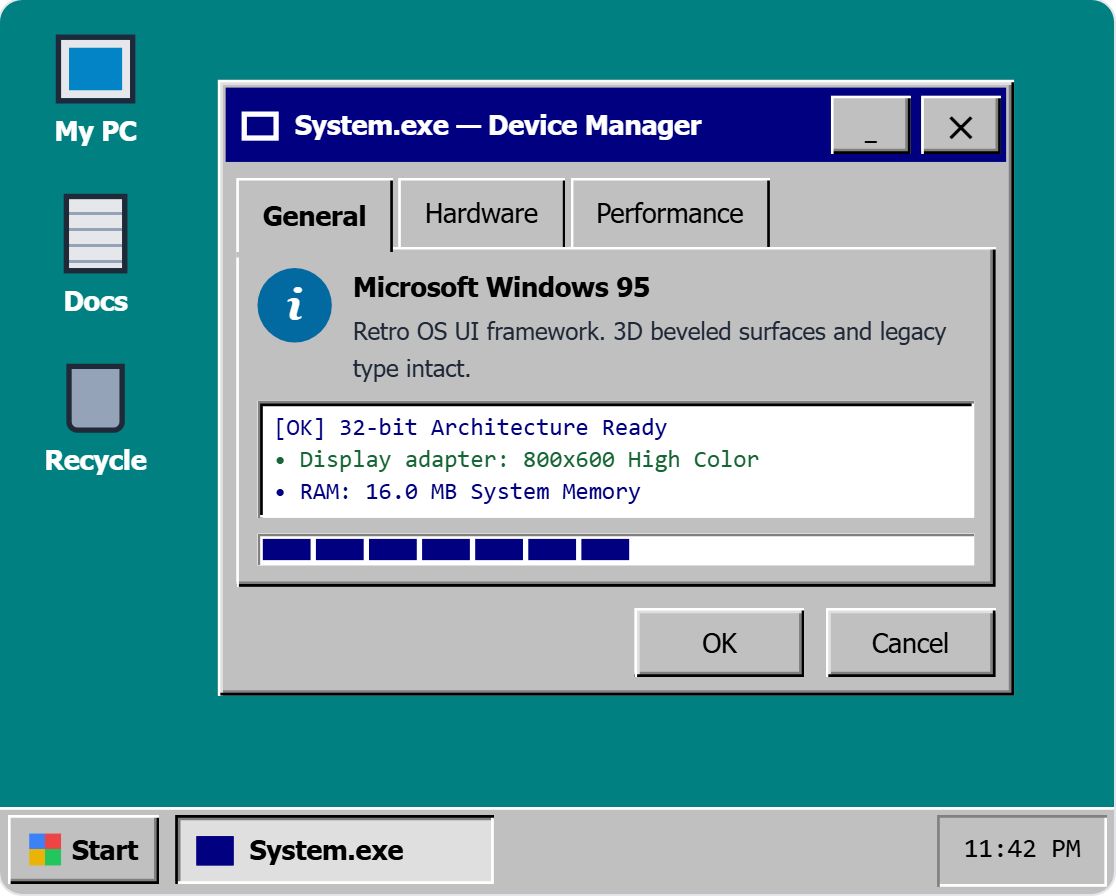 My PC
Docs
Recycle
System.exe — Device Manager
_
×
General
Hardware
Performance
i
Microsoft Windows 95
Retro OS UI framework. 3D beveled surfaces and legacy
type intact.
[OK] 32-bit Architecture Ready
• Display adapter: 800x600 High Color
• RAM: 16.0 MB System Memory
OK
Cancel
Start
System.exe
11:42 PM